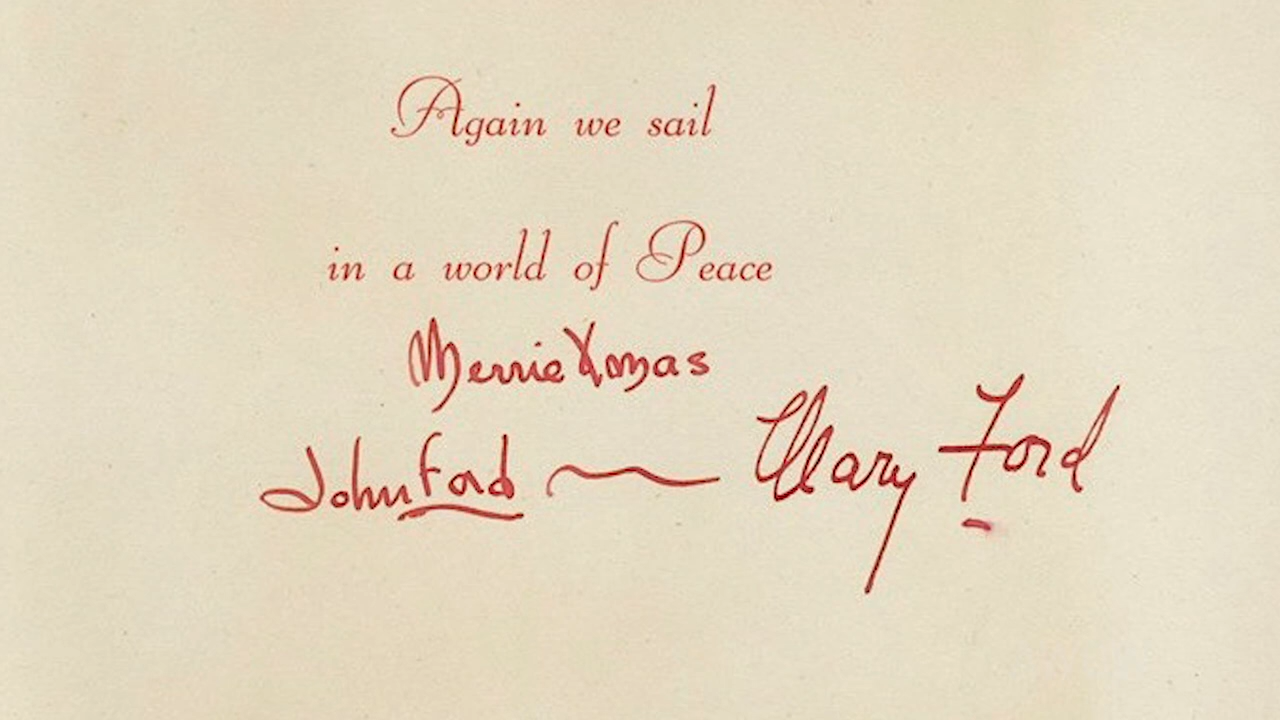 Again we sail
in a world of Peace
Merrie Xmas
John Ford — Mary Ford